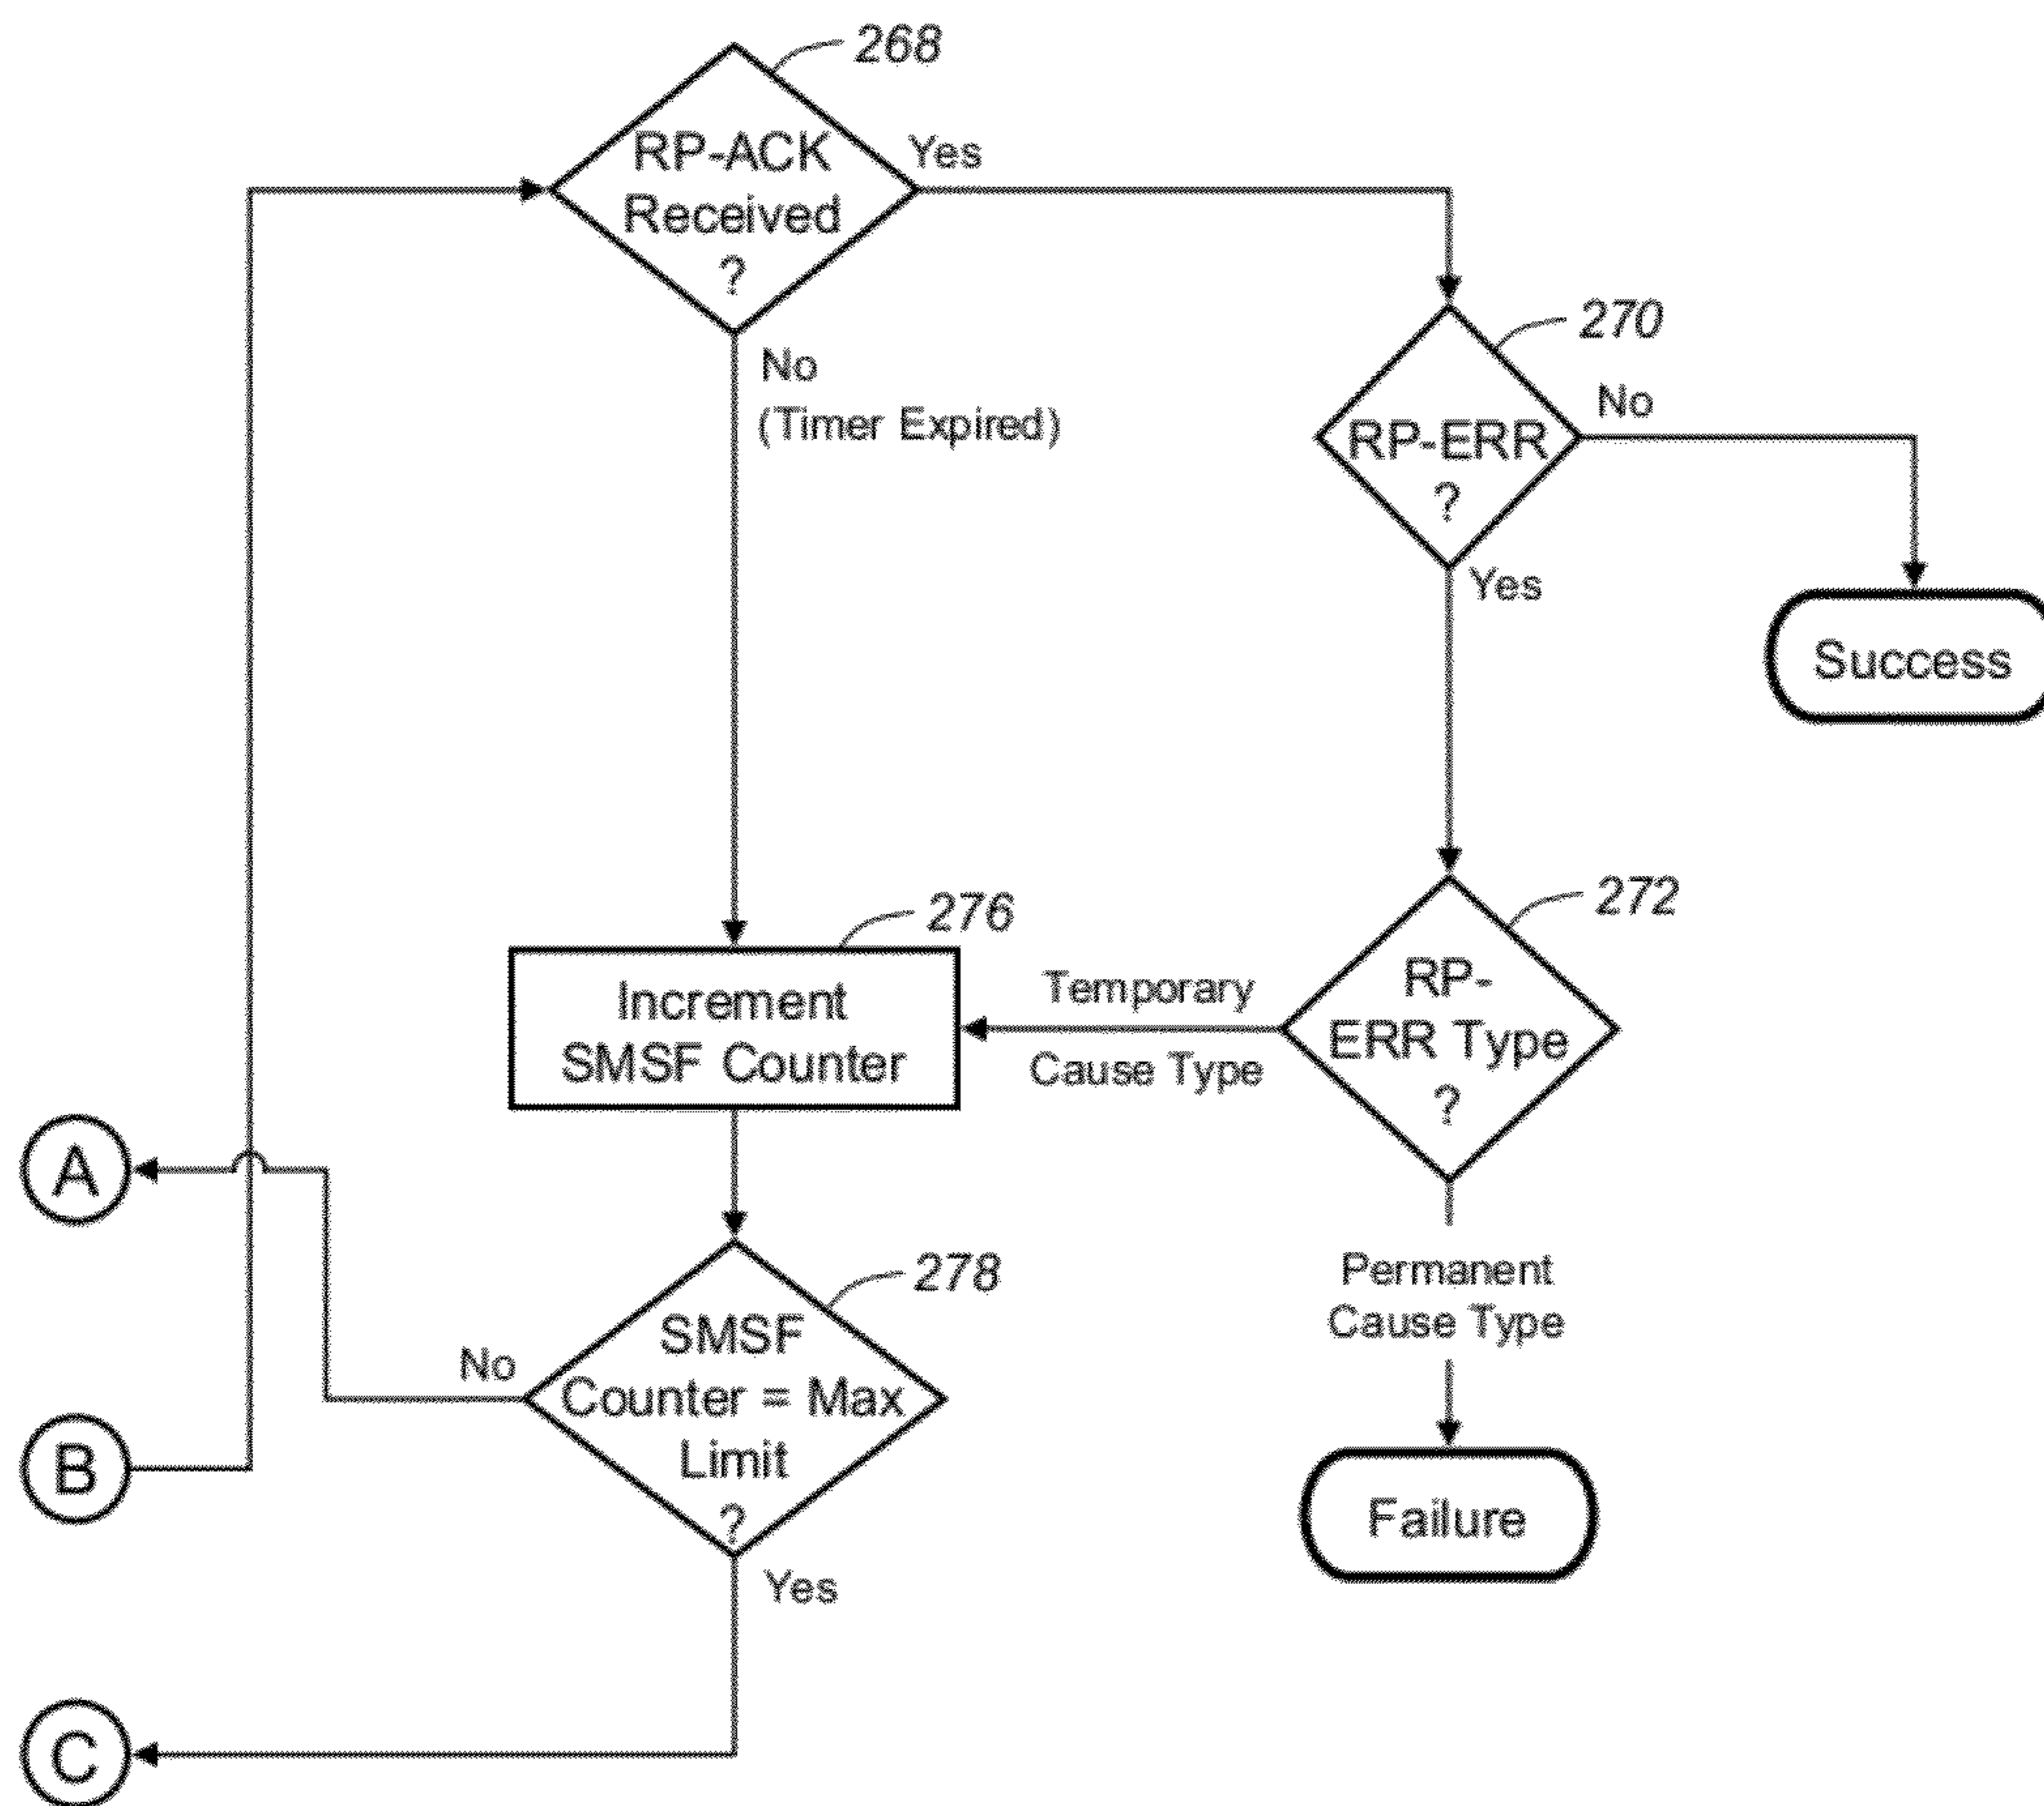 268
RP-ACK
Received
?
Yes
No
(Timer Expired)
270
RP-ERR
?
No
Yes
Success
272
RP-
ERR Type
?
Temporary
Cause Type
276
Increment
SMSF Counter
Permanent
Cause Type
Failure
278
SMSF
Counter = Max
Limit
?
No
Yes
A
B
C